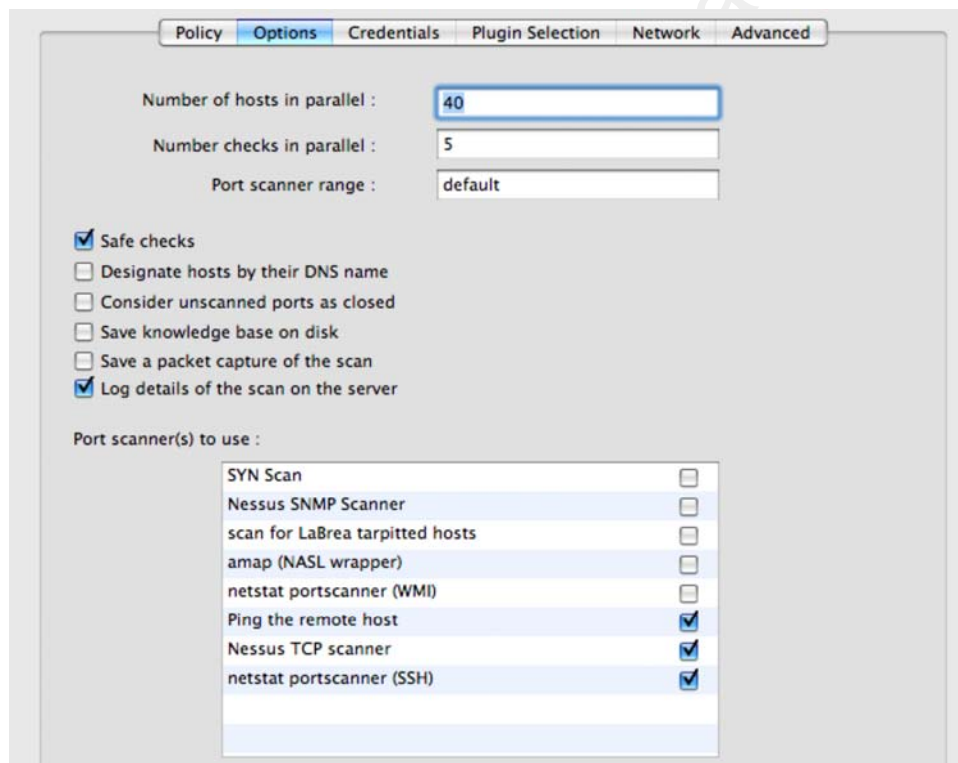 Policy Options Credentials Plugin Selection Network Advanced
Number of hosts in parallel : 40
Number checks in parallel : 5
Port scanner range : default
Safe checks
Designate hosts by their DNS name
Consider unscanned ports as closed
Save knowledge base on disk
Save a packet capture of the scan
Log details of the scan on the server
Port scanner(s) to use :
SYN Scan
Nessus SNMP Scanner
scan for LaBrea tarpitted hosts
amap (NASL wrapper)
netstat portscanner (WMI)
Ping the remote host
Nessus TCP scanner
netstat portscanner (SSH)